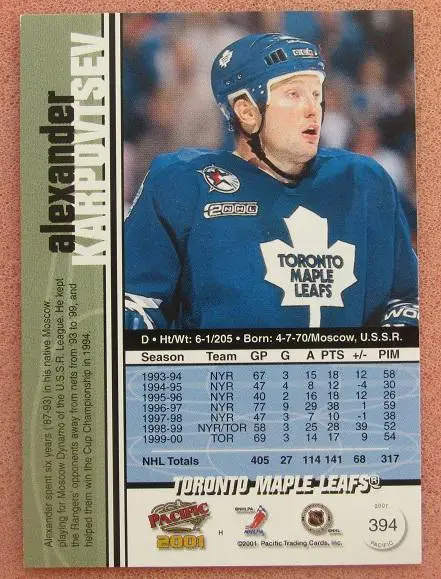 alexander
KARPOVTSEV
Alexander spent six years ('87-93) in his native Moscow
playing for Moscow Dynamo of the U.S.S.R. League. He kept
the Rangers' opponents away from nets from '93 to '99, and
helped them win the Cup Championship in 1994.
CCM
2NHL
TORONTO
MAPLE
LEAFS
D • Ht/Wt: 6-1/205 • Born: 4-7-70/Moscow, U.S.S.R.
Season Team GP G A PTS +/- PIM
1993-94 NYR 67 3 15 18 12 58
1994-95 NYR 47 4 8 12 -4 30
1995-96 NYR 40 2 16 18 12 26
1996-97 NYR 77 9 29 38 1 59
1997-98 NYR 47 3 7 10 -1 38
1998-99 NYR/TOR 58 3 25 28 39 52
1999-00 TOR 69 3 14 17 9 54
NHL Totals 405 27 114 141 68 317
TORONTO MAPLE LEAFS®
PACIFIC
2001
H
NHLPA
NHL
©2001 Pacific Trading Cards, Inc.
2001
394
PACIFIC